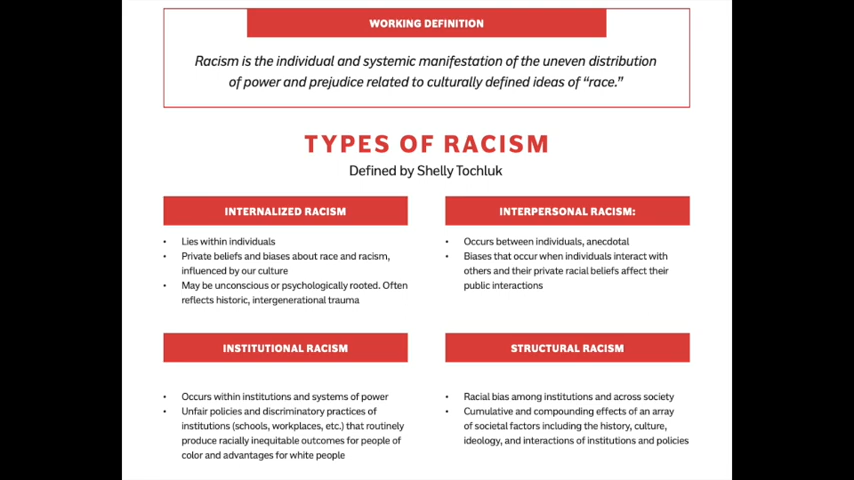 WORKING DEFINITION
Racism is the individual and systemic manifestation of the uneven distribution
of power and prejudice related to culturally defined ideas of “race.”
TYPES OF RACISM
Defined by Shelly Tochluk
INTERNALIZED RACISM
• Lies within individuals
• Private beliefs and biases about race and racism,
influenced by our culture
• May be unconscious or psychologically rooted. Often
reflects historic, intergenerational trauma
INTERPERSONAL RACISM:
• Occurs between individuals, anecdotal
• Biases that occur when individuals interact with
others and their private racial beliefs affect their
public interactions
INSTITUTIONAL RACISM
• Occurs within institutions and systems of power
• Unfair policies and discriminatory practices of
institutions (schools, workplaces, etc.) that routinely
produce racially inequitable outcomes for people of
color and advantages for white people
STRUCTURAL RACISM
• Racial bias among institutions and across society
• Cumulative and compounding effects of an array
of societal factors including the history, culture,
ideology, and interactions of institutions and policies